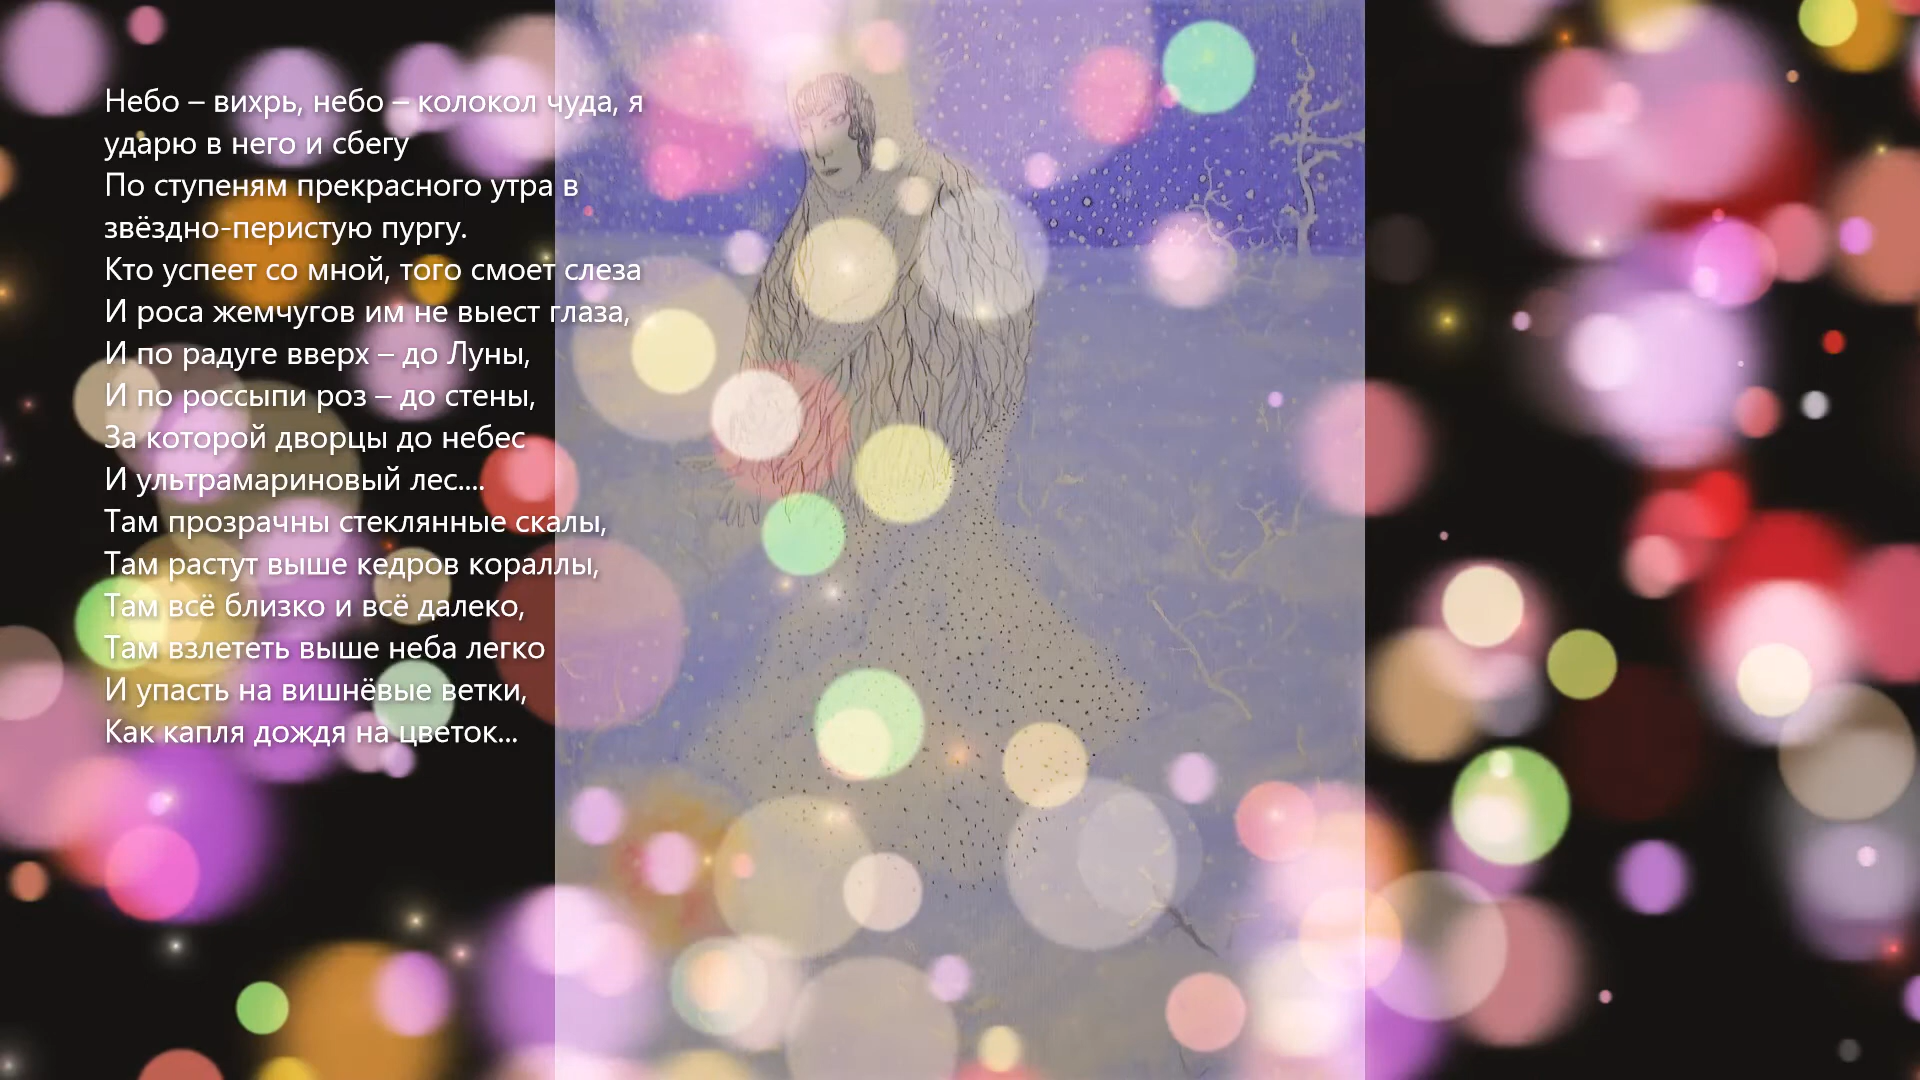 Небо – вихрь, небо – колокол чуда, я
ударю в него и сбегу
По ступеням прекрасного утра в
звёздно-перистую пургу.
Кто успеет со мной, того смоет слеза
И роса жемчугов им не выест глаза,
И по радуге вверх – до Луны,
И по россыпи роз – до стены,
За которой дворцы до небес
И ультрамариновый лес....
Там прозрачны стеклянные скалы,
Там растут выше кедров кораллы,
Там всё близко и всё далеко,
Там взлететь выше неба легко
И упасть на вишнёвые ветки,
Как капля дождя на цветок...